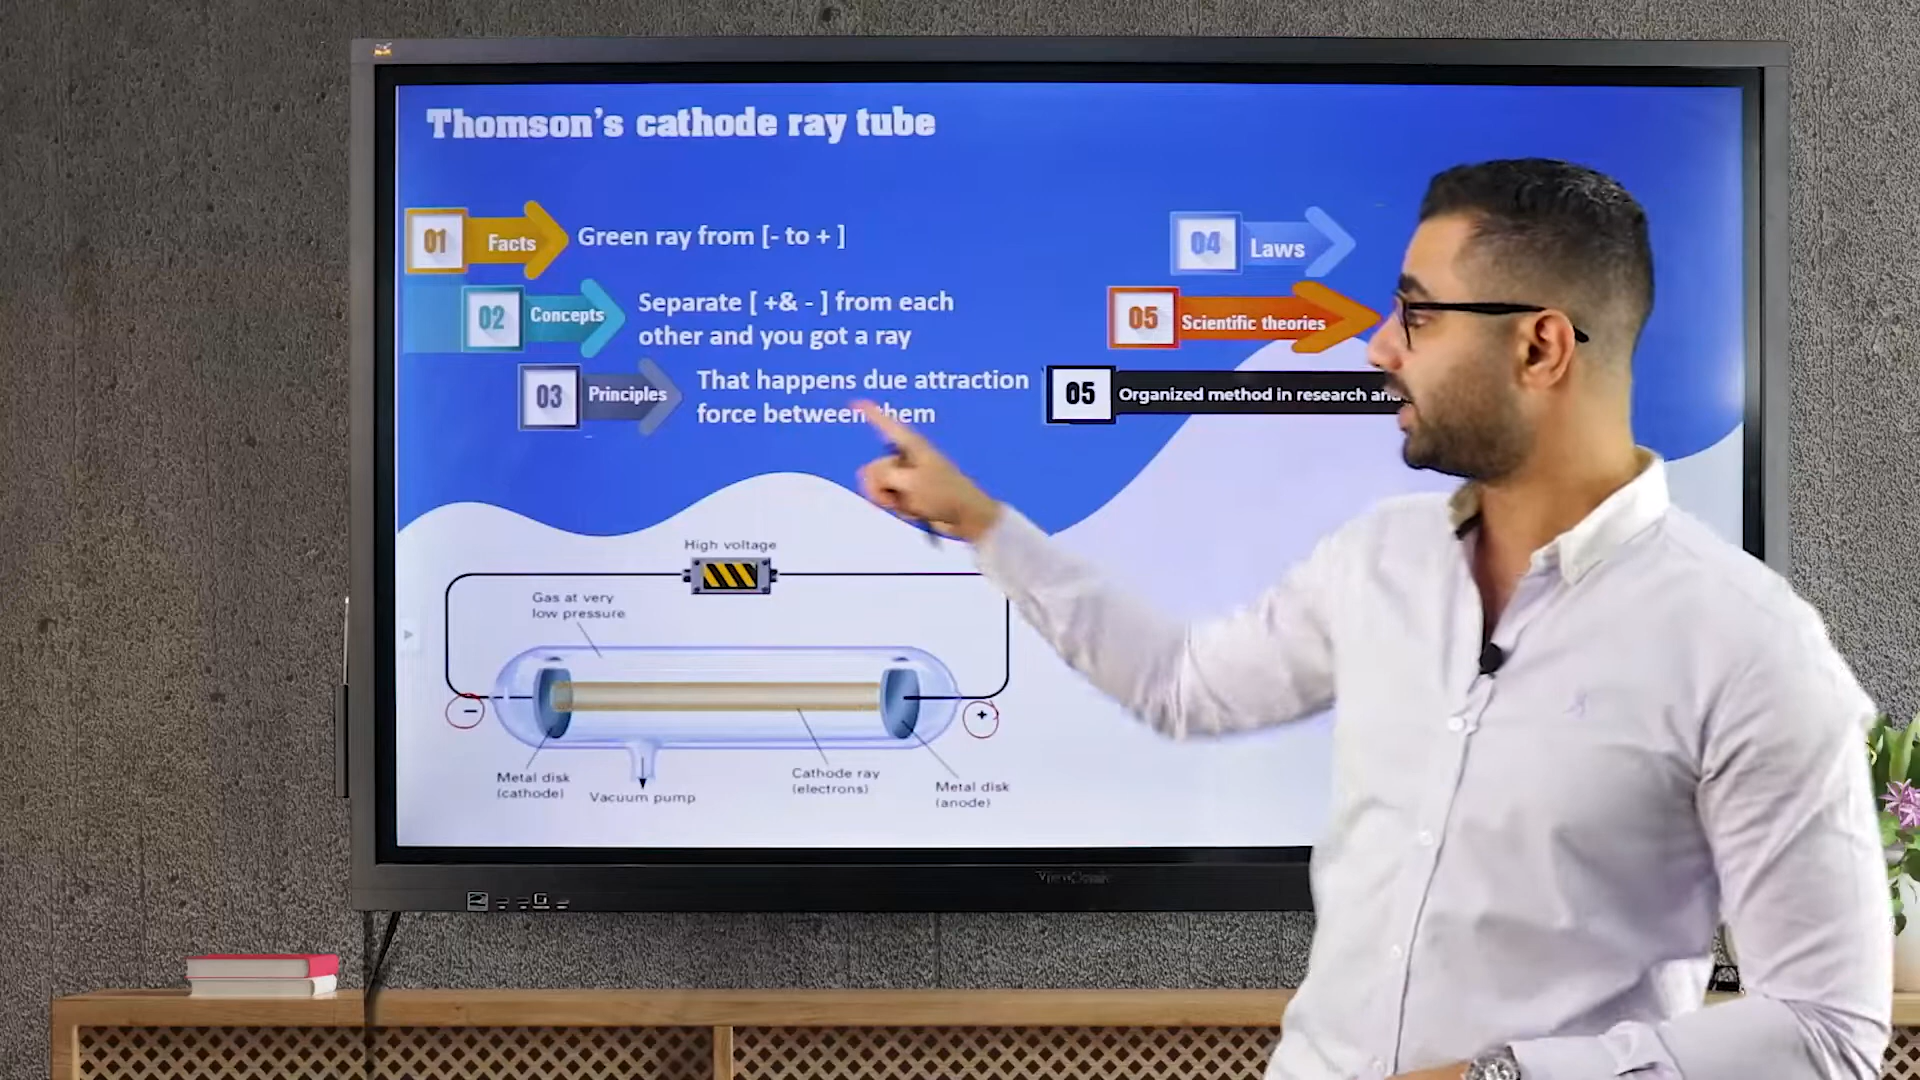 Thomson's cathode ray tube
01 Facts
Green ray from [- to + ]
02 Concepts
Separate [ +& - ] from each
other and you got a ray
03 Principles
That happens due attraction
force between them
04 Laws
05 Scientific theories
05 Organized method in research
High voltage
Gas at very
low pressure
−
+
Metal disk
(cathode)
Vacuum pump
Cathode ray
(electrons)
Metal disk
(anode)
ViewSonic